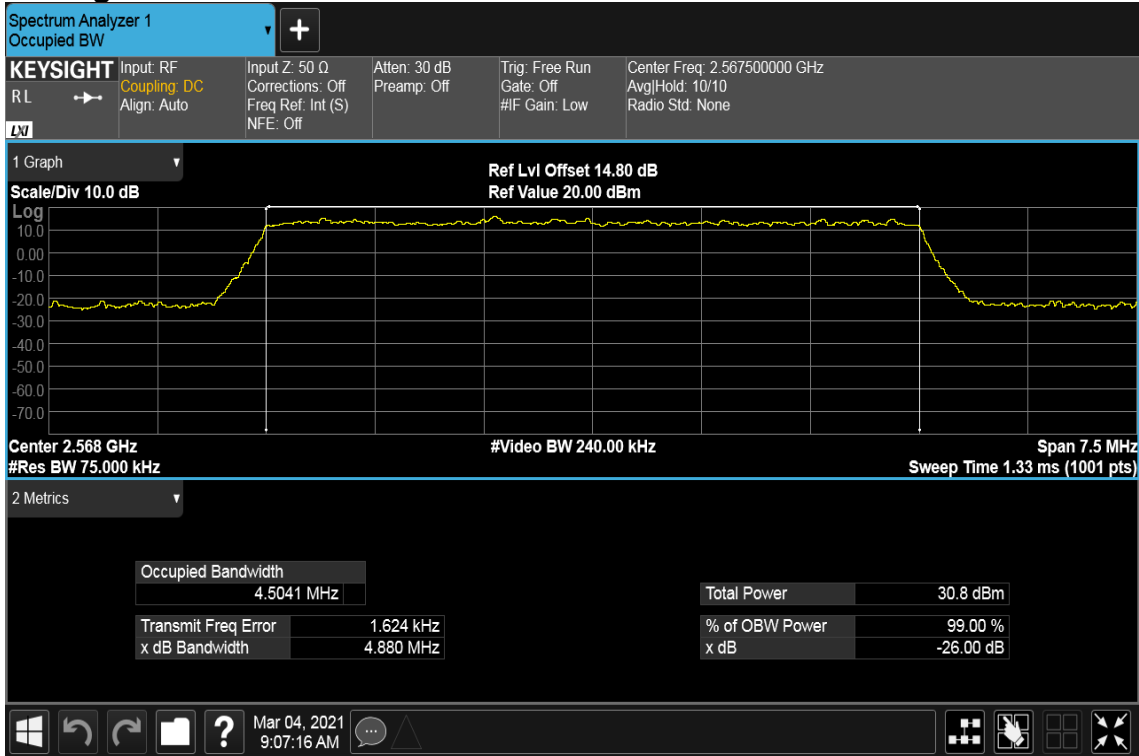 Spectrum Analyzer 1
Occupied BW
KEYSIGHT
R L
LXI
Input: RF
Coupling: DC
Align: Auto
Input Z: 50 Ω
Corrections: Off
Freq Ref: Int (S)
NFE: Off
Atten: 30 dB
Preamp: Off
Trig: Free Run
Gate: Off
#IF Gain: Low
Center Freq: 2.567500000 GHz
Avg|Hold: 10/10
Radio Std: None
1 Graph
Scale/Div 10.0 dB
Ref Lvl Offset 14.80 dB
Ref Value 20.00 dBm
Log
10.0
0.00
-10.0
-20.0
-30.0
-40.0
-50.0
-60.0
-70.0
Center 2.568 GHz
#Video BW 240.00 kHz
Span 7.5 MHz
#Res BW 75.000 kHz
Sweep Time 1.33 ms (1001 pts)
2 Metrics
Occupied Bandwidth
4.5041 MHz
Total Power 30.8 dBm
Transmit Freq Error 1.624 kHz
% of OBW Power 99.00 %
x dB Bandwidth 4.880 MHz
x dB -26.00 dB
?
Mar 04, 2021
9:07:16 AM